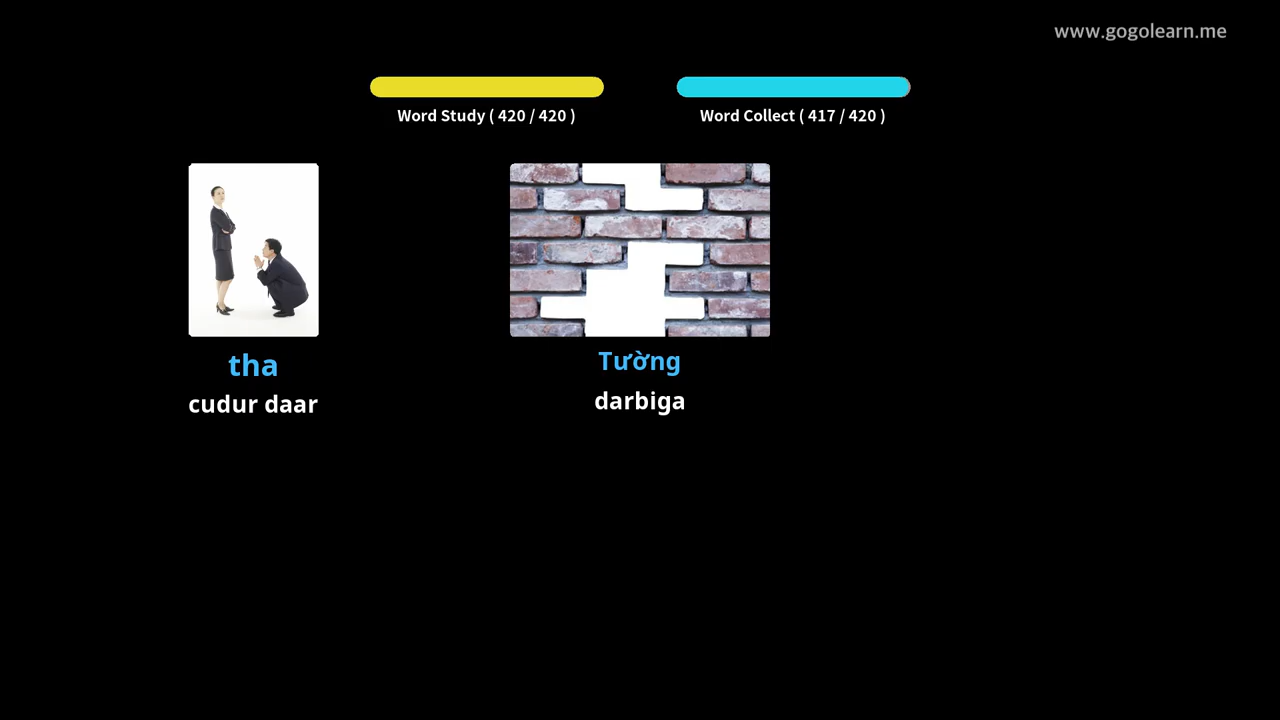 www.gogolearn.me
Word Study ( 420 / 420 )
Word Collect ( 417 / 420 )
tha
cudur daar
Tường
darbiga